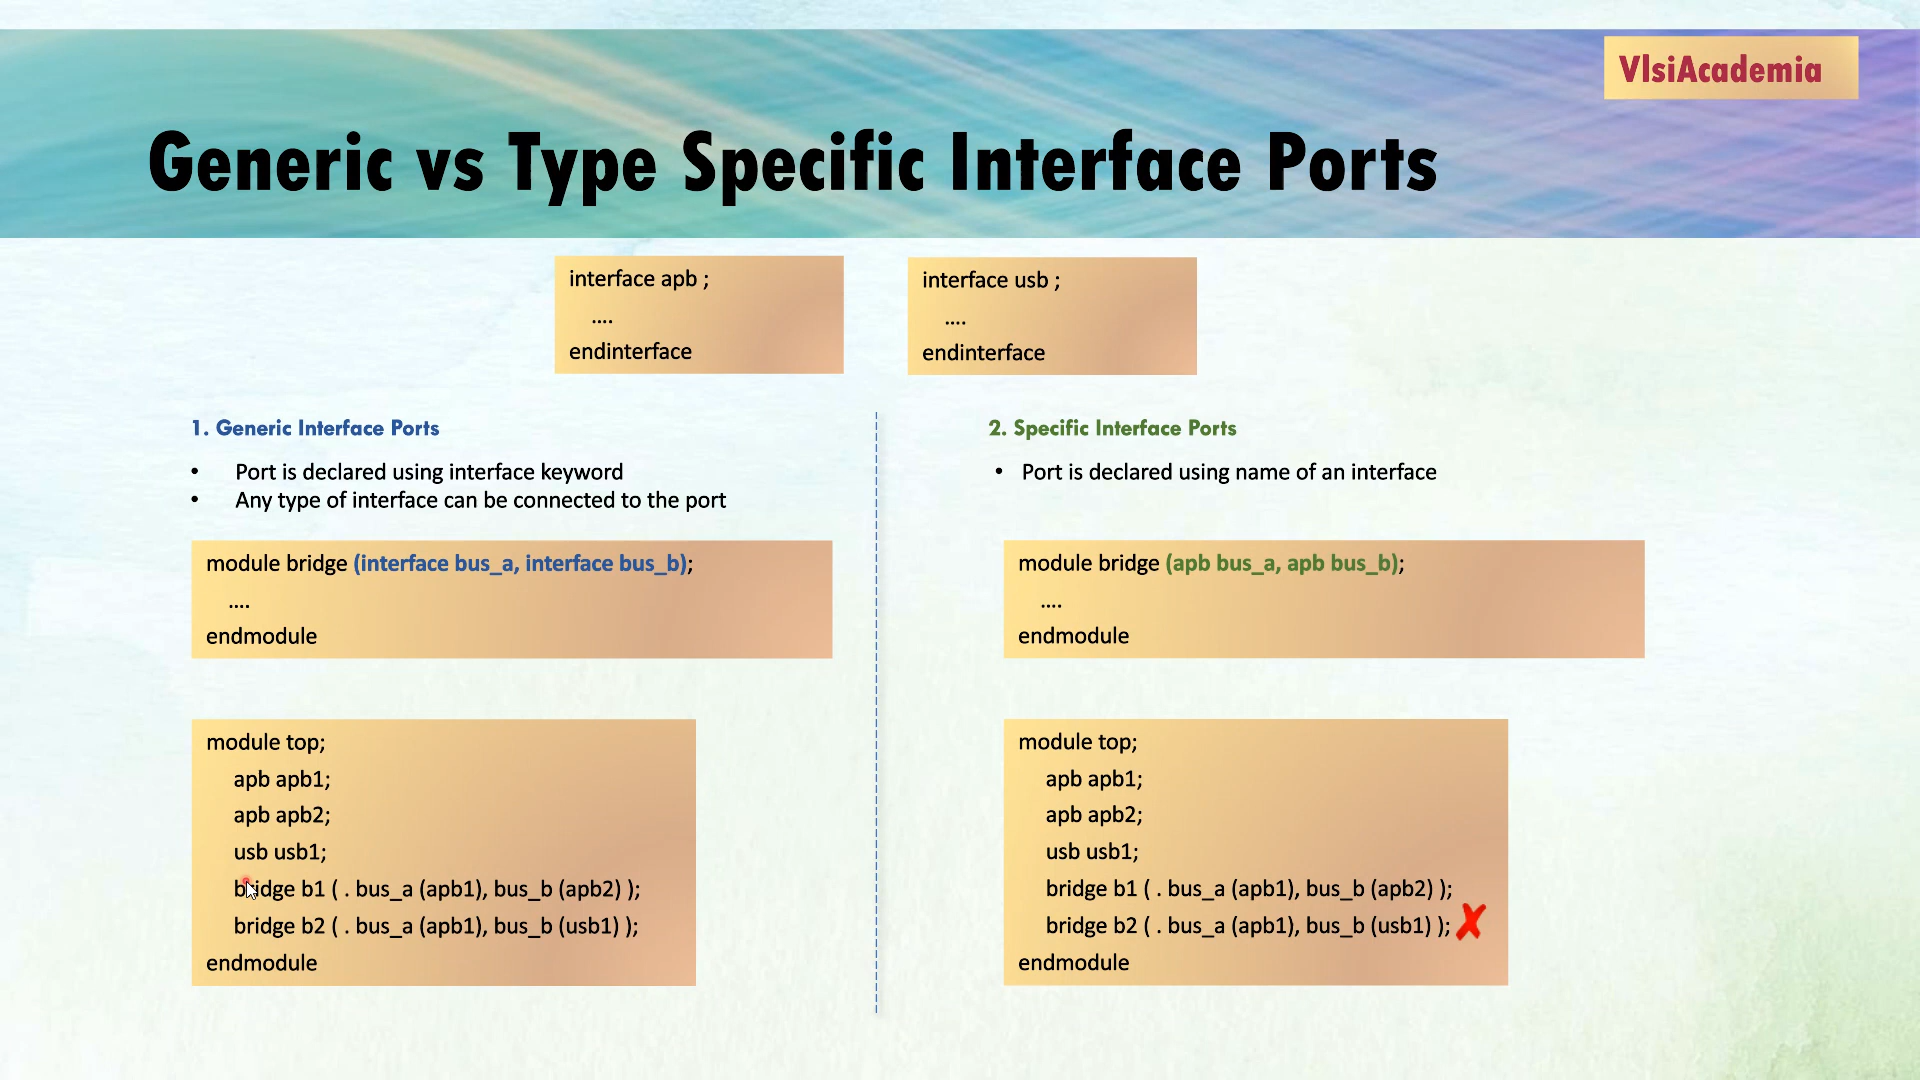 VlsiAcademia
Generic vs Type Specific Interface Ports
interface apb ;
....
endinterface
interface usb ;
....
endinterface
1. Generic Interface Ports
• Port is declared using interface keyword
• Any type of interface can be connected to the port
module bridge (interface bus_a, interface bus_b);
....
endmodule
module top;
apb apb1;
apb apb2;
usb usb1;
bridge b1 ( . bus_a (apb1), bus_b (apb2) );
bridge b2 ( . bus_a (apb1), bus_b (usb1) );
endmodule
2. Specific Interface Ports
• Port is declared using name of an interface
module bridge (apb bus_a, apb bus_b);
....
endmodule
module top;
apb apb1;
apb apb2;
usb usb1;
bridge b1 ( . bus_a (apb1), bus_b (apb2) );
bridge b2 ( . bus_a (apb1), bus_b (usb1) );
endmodule